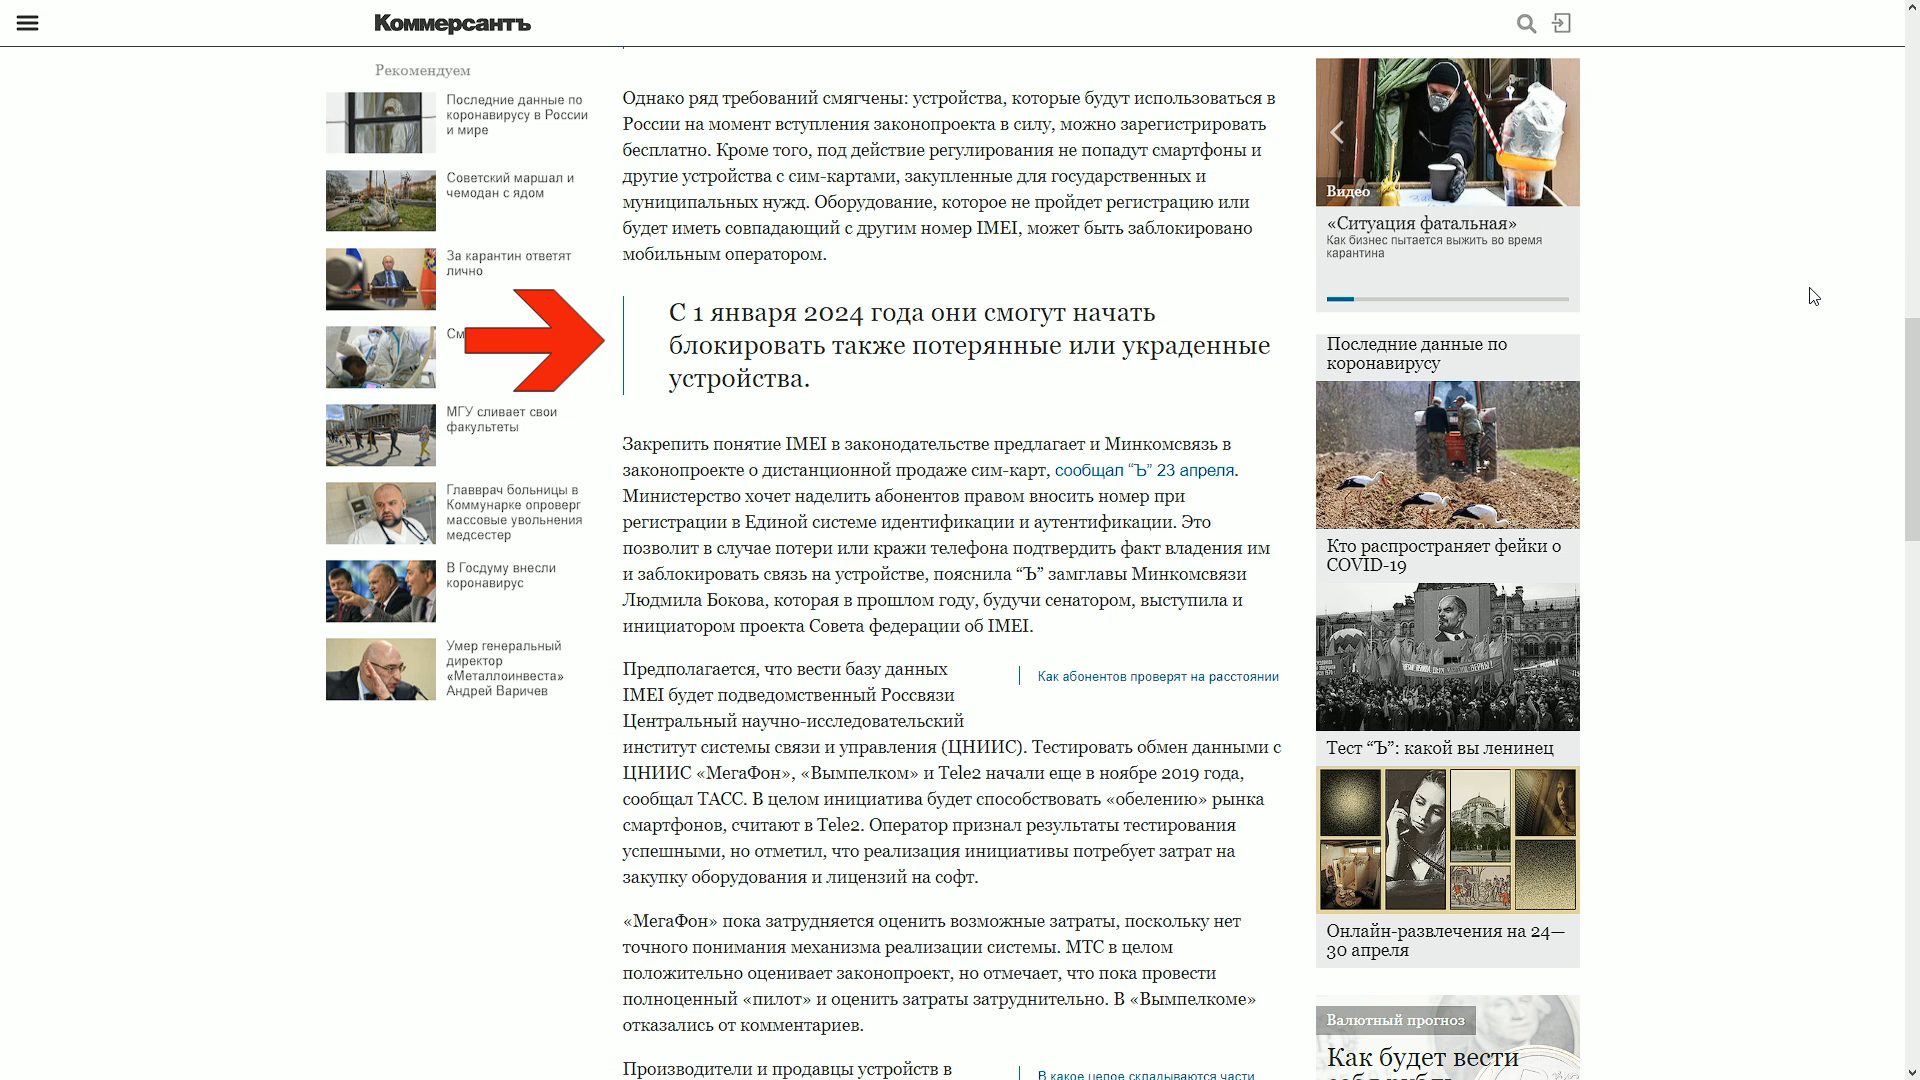 Коммерсантъ
Рекомендуем
Последние данные по
коронавирусу в России
и мире
Советский маршал и
чемодан с ядом
За карантин ответят
лично
См
МГУ сливает свои
факультеты
Главврач больницы в
Коммунарке опроверг
массовые увольнения
медсестер
В Госдуму внесли
коронавирус
Умер генеральный
директор
«Металлоинвеста»
Андрей Варичев
Однако ряд требований смягчены: устройства, которые будут использоваться в
России на момент вступления законопроекта в силу, можно зарегистрировать
бесплатно. Кроме того, под действие регулирования не попадут смартфоны и
другие устройства с сим-картами, закупленные для государственных и
муниципальных нужд. Оборудование, которое не пройдет регистрацию или
будет иметь совпадающий с другим номер IMEI, может быть заблокировано
мобильным оператором.
С 1 января 2024 года они смогут начать
блокировать также потерянные или украденные
устройства.
Закрепить понятие IMEI в законодательстве предлагает и Минкомсвязь в
законопроекте о дистанционной продаже сим-карт, сообщал “Ъ” 23 апреля.
Министерство хочет наделить абонентов правом вносить номер при
регистрации в Единой системе идентификации и аутентификации. Это
позволит в случае потери или кражи телефона подтвердить факт владения им
и заблокировать связь на устройстве, пояснила “Ъ” замглавы Минкомсвязи
Людмила Бокова, которая в прошлом году, будучи сенатором, выступила и
инициатором проекта Совета федерации об IMEI.
Предполагается, что вести базу данных
IMEI будет подведомственный Россвязи
Центральный научно-исследовательский
институт системы связи и управления (ЦНИИС). Тестировать обмен данными с
ЦНИИС «МегаФон», «Вымпелком» и Tele2 начали еще в ноябре 2019 года,
сообщал ТАСС. В целом инициатива будет способствовать «обелению» рынка
смартфонов, считают в Tele2. Оператор признал результаты тестирования
успешными, но отметил, что реализация инициативы потребует затрат на
закупку оборудования и лицензий на софт.
Как абонентов проверят на расстоянии
«МегаФон» пока затрудняется оценить возможные затраты, поскольку нет
точного понимания механизма реализации системы. МТС в целом
положительно оценивает законопроект, но отмечает, что пока провести
полноценный «пилот» и оценить затраты затруднительно. В «Вымпелкоме»
отказались от комментариев.
Производители и продавцы устройств в
В какое целое складываются части
Видео
«Ситуация фатальная»
Как бизнес пытается выжить во время
карантина
Последние данные по
коронавирусу
Кто распространяет фейки о
COVID-19
Тест “Ъ”: какой вы ленинец
Онлайн-развлечения на 24—
30 апреля
Валютный прогноз
Как будет вести